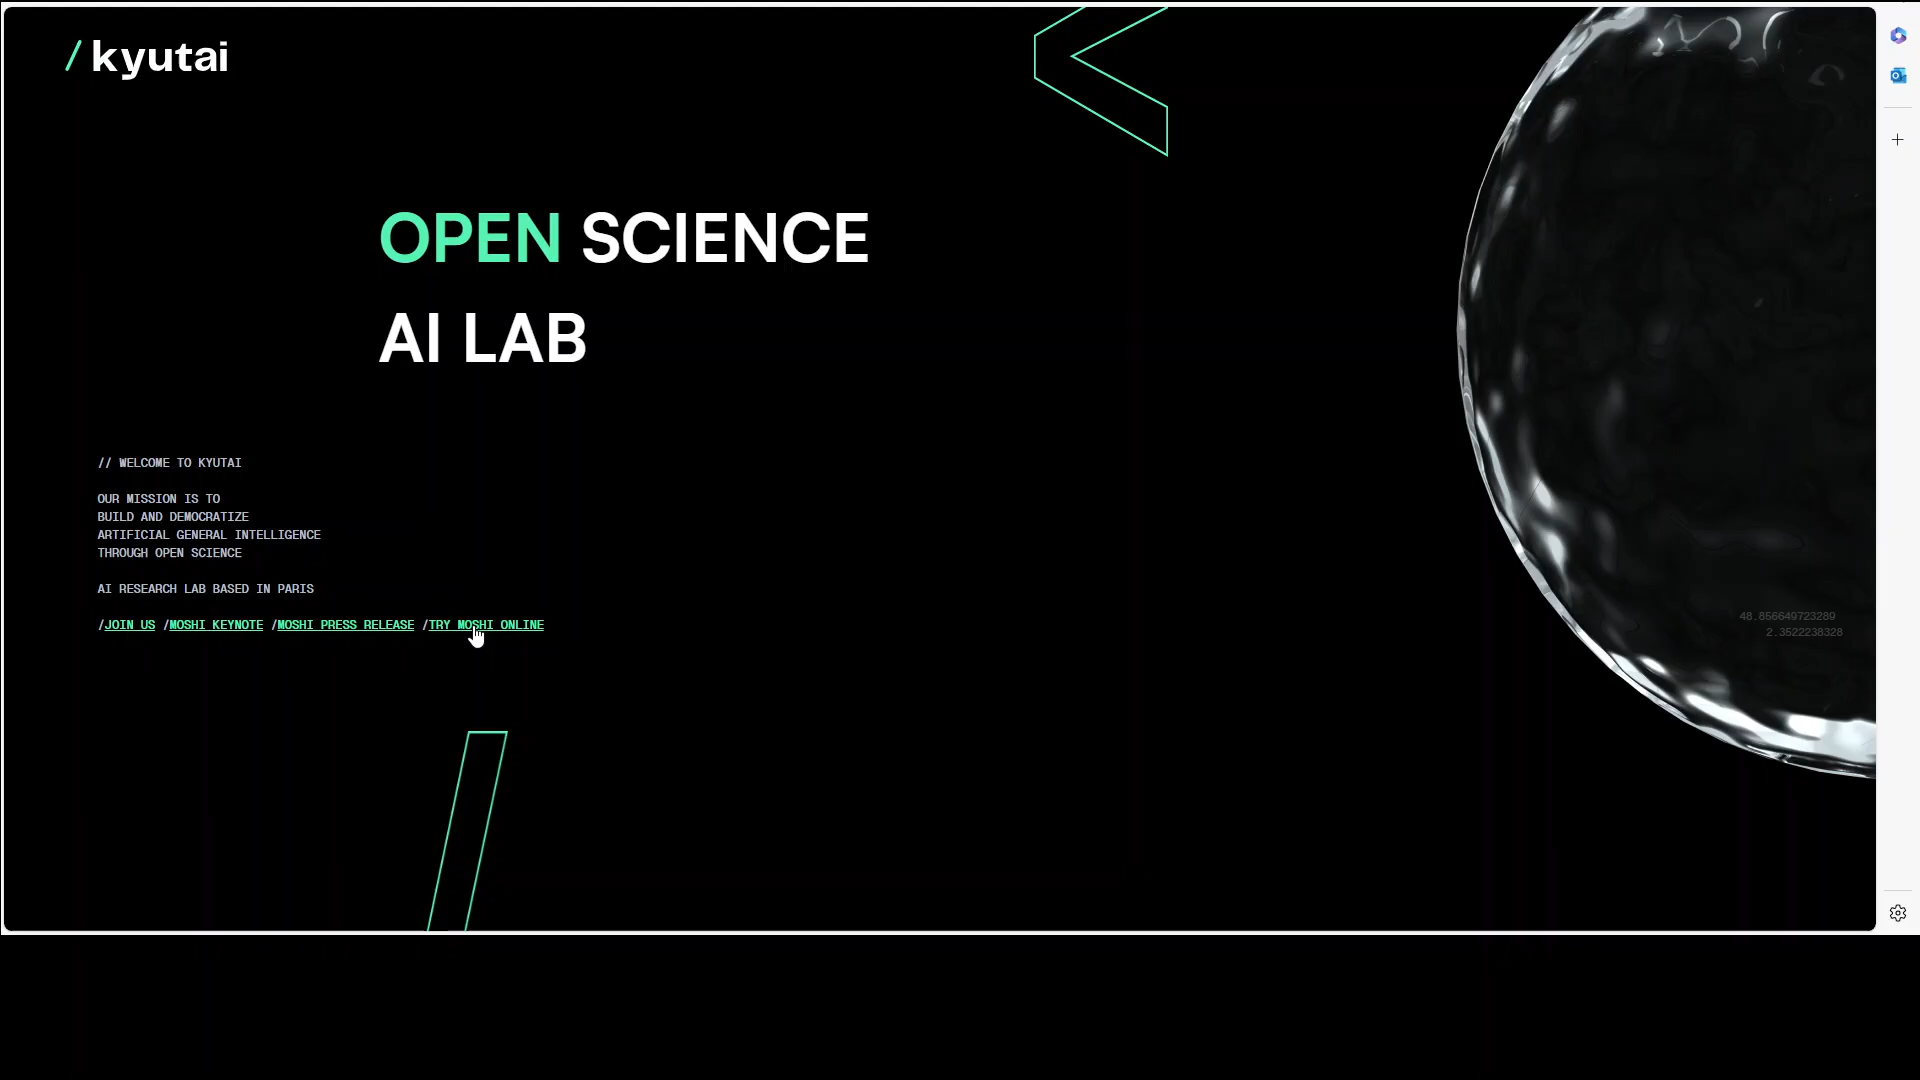 / kyutai
OPEN SCIENCE
AI LAB
// WELCOME TO KYUTAI
OUR MISSION IS TO
BUILD AND DEMOCRATIZE
ARTIFICIAL GENERAL INTELLIGENCE
THROUGH OPEN SCIENCE
AI RESEARCH LAB BASED IN PARIS
/JOIN US /MOSHI KEYNOTE /MOSHI PRESS RELEASE /TRY MOSHI ONLINE
48.856649723289
2.3522238328